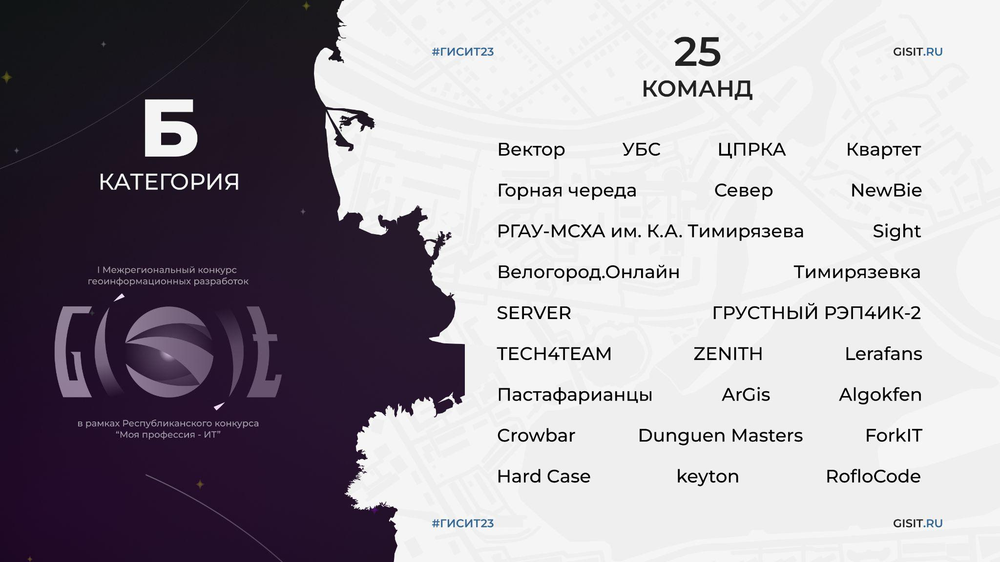 Б
КАТЕГОРИЯ
I Межрегиональный конкурс
геоинформационных разработок
GISIt
в рамках Республиканского конкурса
“Моя профессия - ИТ”
#ГИСИТ23
25
GISIT.RU
КОМАНД
Вектор УБС ЦПРКА Квартет
Горная череда Север NewBie
РГАУ-МСХА им. К.А. Тимирязева Sight
Велогород.Онлайн Тимирязевка
SERVER ГРУСТНЫЙ РЭП4ИК-2
TECH4TEAM ZENITH Lerafans
Пастафарианцы ArGis Algokfen
Crowbar Dunguen Masters ForkIT
Hard Case keyton RofloCode
#ГИСИТ23 GISIT.RU